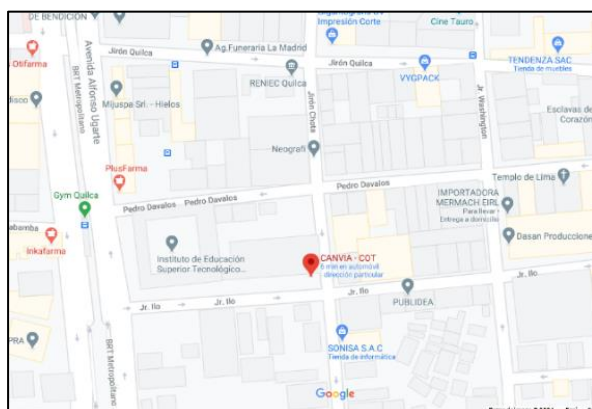 DE BENDICION
Impresión Corte
Cine Tauro
Otifarma
Avenida Alfonso Ugarte
BRT Metropolitano
Jirón Quilca
Ag.Funeraria La Madrid
RENIEC Quilca
Jirón Quilca
VYGPACK
TENDENZA SAC
Tienda de muebles
Mijuspa Srl. - Hielos
Jirón Chota
Jr. Washington
Esclavas de
Corazón
Neografi
PlusFarma
Templo de Lima
Gym Quilca
Pedro Davalos
Pedro Davalos
Pedro Davalos
IMPORTADORA
MERMACH EIRL
Para llevar -
Entrega a domicilio
Inkafarma
Dasan Produccione
Instituto de Educación
Superior Tecnológico...
CANVIA - COT
6 min en automóvil
dirección particular
Jr. Ilo
Jr. Ilo
Jr. Ilo
Jr. Ilo
PUBLIDEA
PRA
BRT Metropolitano
SONISA S.A.C
Tienda de informática
Google